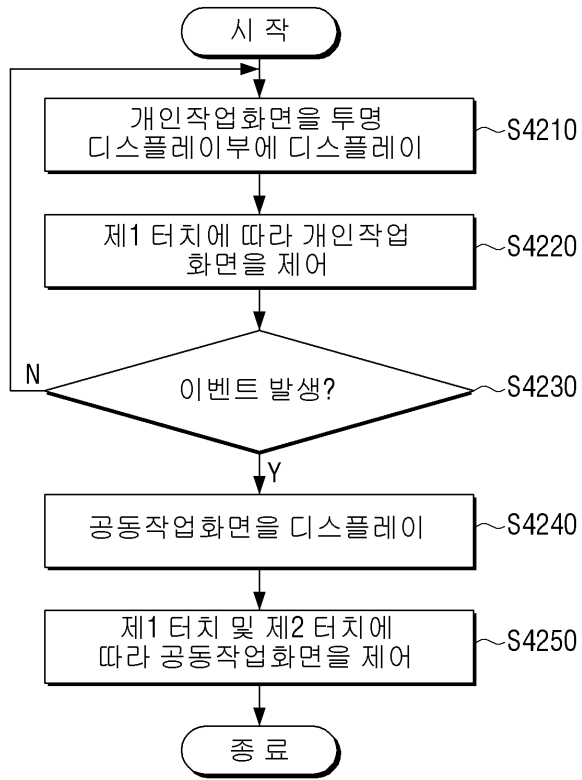 시 작
개인작업화면을 투명
디스플레이부에 디스플레이
S4210
제1 터치에 따라 개인작업
화면을 제어
S4220
N
이벤트 발생?
S4230
Y
공동작업화면을 디스플레이
S4240
제1 터치 및 제2 터치에
따라 공동작업화면을 제어
S4250
종 료